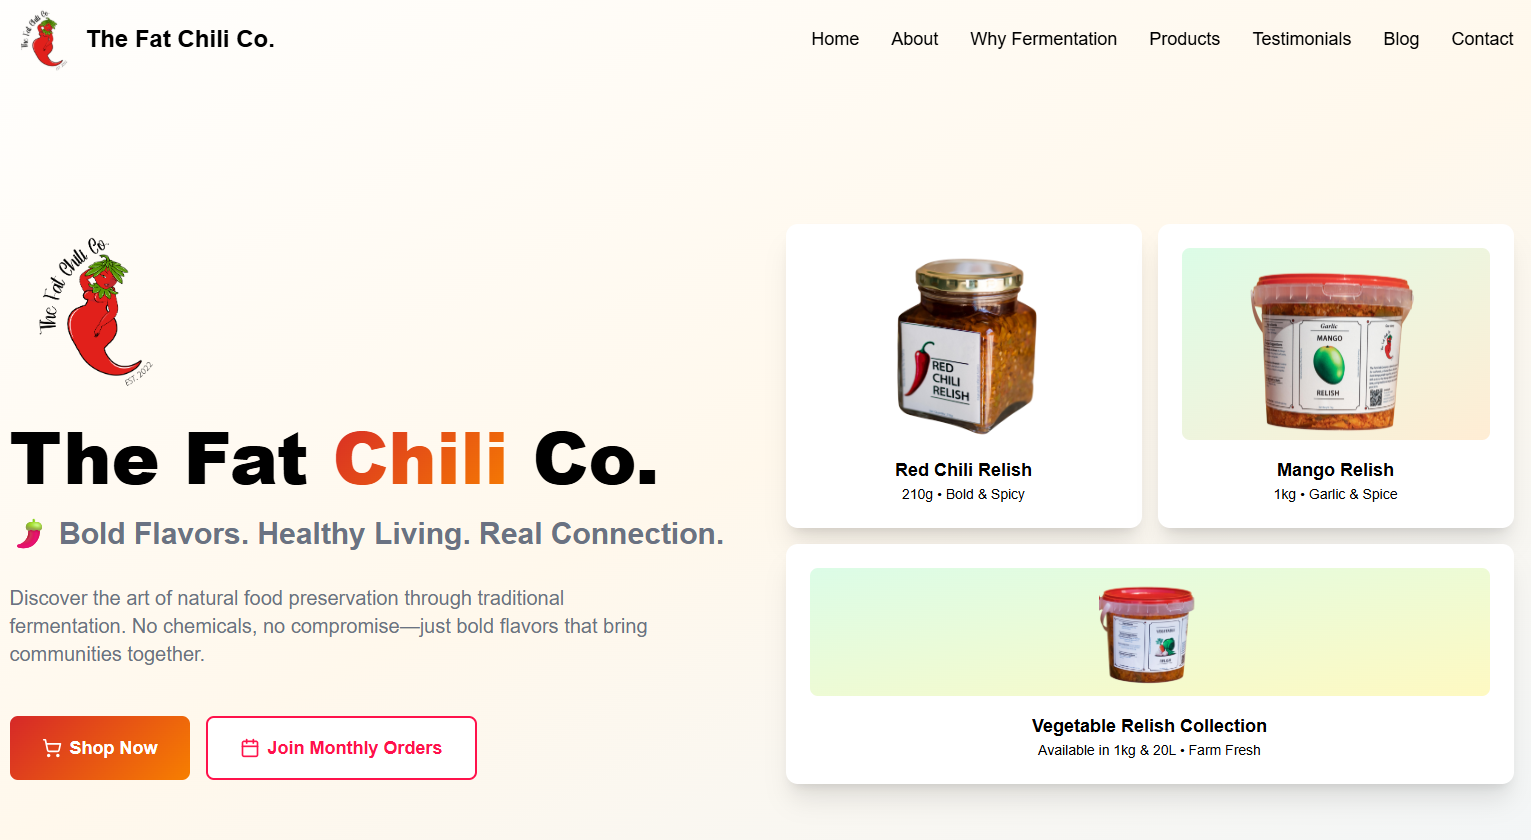 The Fat Chili Co.
The Fat Chili Co.
Home
About
Why Fermentation
Products
Testimonials
Blog
Contact
The Fat Chili Co.
EST. 2022
The Fat Chili Co.
🌶️ Bold Flavors. Healthy Living. Real Connection.
Discover the art of natural food preservation through traditional
fermentation. No chemicals, no compromise—just bold flavors that bring
communities together.
Shop Now
Join Monthly Orders
RED
CHILI
RELISH
Red Chili Relish
210g • Bold & Spicy
Garlic
MANGO
RELISH
Mango Relish
1kg • Garlic & Spice
Vegetable Relish Collection
Available in 1kg & 20L • Farm Fresh